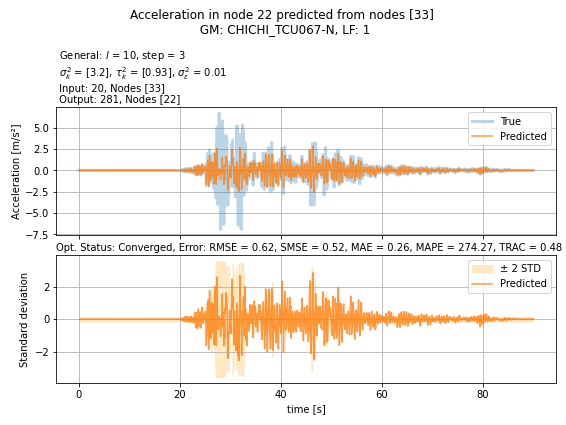 Acceleration in node 22 predicted from nodes [33]
GM: CHICHI_TCU067-N, LF: 1
General: l = 10, step = 3
σ²ₖ = [3.2], τ²ₖ = [0.93], σ²ε = 0.01
Input: 20, Nodes [33]
Output: 281, Nodes [22]
Acceleration [m/s²]
5.0
2.5
0.0
−2.5
−5.0
−7.5
True
Predicted
Opt. Status: Converged, Error: RMSE = 0.62, SMSE = 0.52, MAE = 0.26, MAPE = 274.27, TRAC = 0.48
Standard deviation
2
0
−2
± 2 STD
Predicted
0 20 40 60 80
time [s]